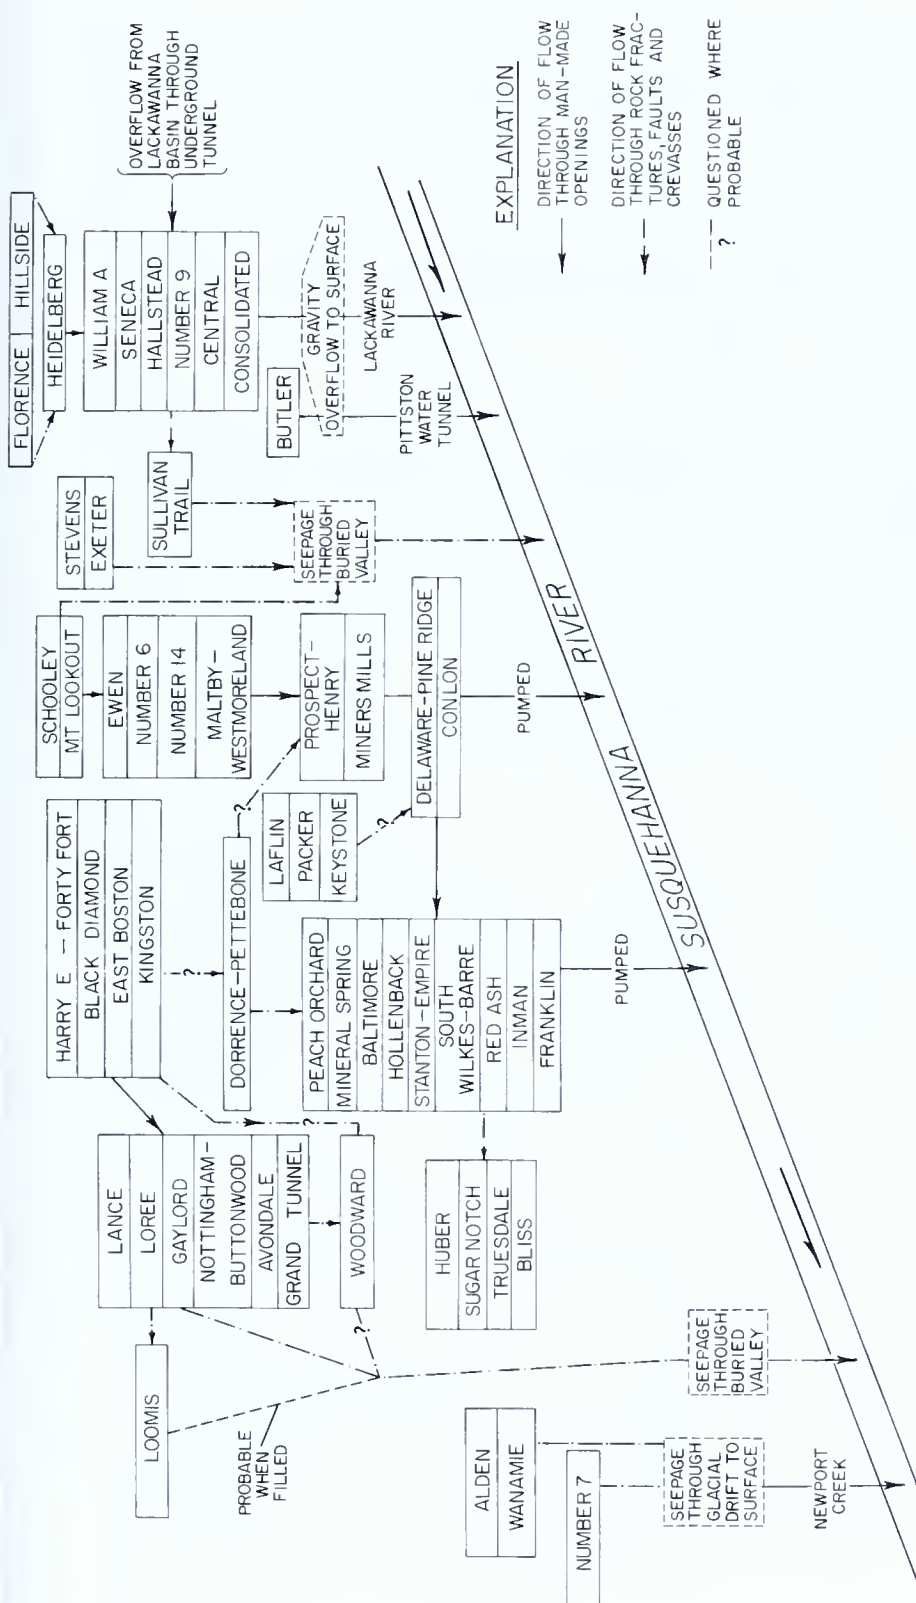 FLORENCE
HILLSIDE
HEIDELBERG
WILLIAM A
SENECA
HALLSTEAD
NUMBER 9
CENTRAL
CONSOLIDATED
OVERFLOW FROM
LACKAWANNA
BASIN THROUGH
UNDERGROUND
TUNNEL
SULLIVAN
TRAIL
BUTLER
GRAVITY
OVERFLOW TO SURFACE
PITTSTON
WATER
TUNNEL
LACKAWANNA
RIVER
STEVENS
EXETER
SEEPAGE
THROUGH
BURIED
VALLEY
SCHOOLEY
MT LOOKOUT
EWEN
NUMBER 6
NUMBER 14
MALTBY-
WESTMORELAND
PROSPECT-
HENRY
MINERS MILLS
DELAWARE-PINE RIDGE
CONLON
PUMPED
LAFLIN
PACKER
KEYSTONE
?
HARRY E -- FORTY FORT
BLACK DIAMOND
EAST BOSTON
KINGSTON
?
DORRENCE-PETTEBONE
?
PEACH ORCHARD
MINERAL SPRING
BALTIMORE
HOLLENBACK
STANTON-EMPIRE
SOUTH
WILKES-BARRE
RED ASH
INMAN
FRANKLIN
PUMPED
LANCE
LOREE
GAYLORD
NOTTINGHAM-
BUTTONWOOD
AVONDALE
GRAND TUNNEL
?
WOODWARD
?
HUBER
SUGAR NOTCH
TRUESDALE
BLISS
LOOMIS
PROBABLE
WHEN
FILLED
SEEPAGE
THROUGH
BURIED
VALLEY
ALDEN
WANAMIE
NUMBER 7
SEEPAGE
THROUGH
GLACIAL
DRIFT TO
SURFACE
NEWPORT
CREEK
SUSQUEHANNA RIVER
EXPLANATION
DIRECTION OF FLOW
THROUGH MAN-MADE
OPENINGS
DIRECTION OF FLOW
THROUGH ROCK FRAC-
TURES, FAULTS AND
CREVASSES
?
QUESTIONED WHERE
PROBABLE